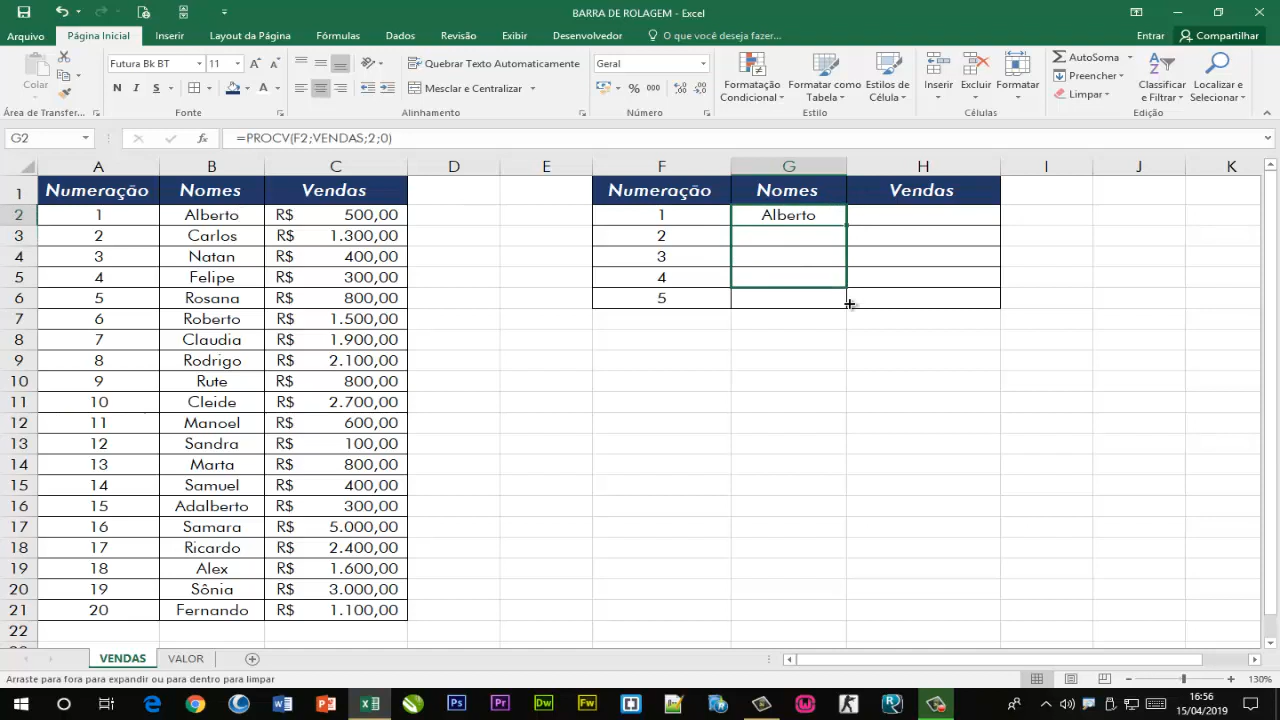 BARRA DE ROLAGEM - Excel
Arquivo Página Inicial Inserir Layout da Página Fórmulas Dados Revisão Exibir Desenvolvedor O que você deseja fazer... Entrar Compartilhar
Colar
Futura Bk BT 11
N I S
Quebrar Texto Automaticamente
Mesclar e Centralizar
Geral
% 000
Formatação Condicional
Formatar como Tabela
Estilos de Célula
Inserir Excluir Formatar
AutoSoma
Preencher
Limpar
Classificar e Filtrar
Localizar e Selecionar
Área de Transfer... Fonte Alinhamento Número Estilos Células Edição
G2 fx =PROCV(F2;VENDAS;2;0)
A B C D E F G H I J K
1 Numeração Nomes Vendas Numeração Nomes Vendas
2 1 Alberto R$ 500,00 1 Alberto
3 2 Carlos R$ 1.300,00 2
4 3 Natan R$ 400,00 3
5 4 Felipe R$ 300,00 4
6 5 Rosana R$ 800,00 5
7 6 Roberto R$ 1.500,00
8 7 Claudia R$ 1.900,00
9 8 Rodrigo R$ 2.100,00
10 9 Rute R$ 800,00
11 10 Cleide R$ 2.700,00
12 11 Manoel R$ 600,00
13 12 Sandra R$ 100,00
14 13 Marta R$ 800,00
15 14 Samuel R$ 400,00
16 15 Adalberto R$ 300,00
17 16 Samara R$ 5.000,00
18 17 Ricardo R$ 2.400,00
19 18 Alex R$ 1.600,00
20 19 Sônia R$ 3.000,00
21 20 Fernando R$ 1.100,00
22
VENDAS VALOR
Arraste para fora para expandir ou para dentro para limpar 130%
16:56
15/04/2019